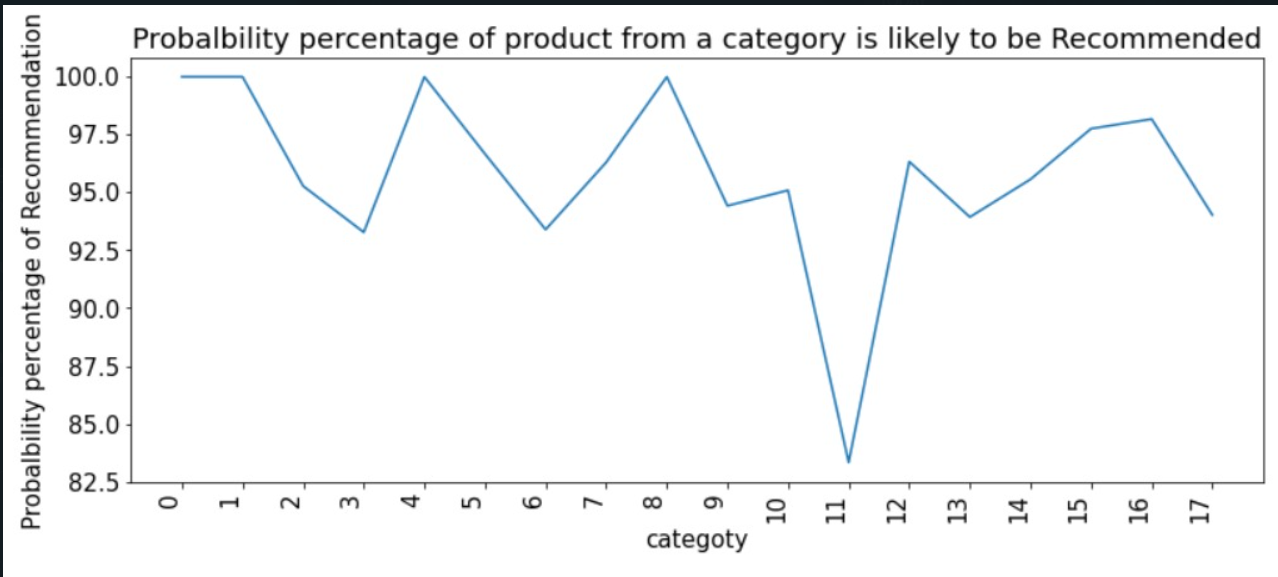 Probalbility percentage of product from a category is likely to be Recommended
Probalbility percentage of Recommendation
100.0
97.5
95.0
92.5
90.0
87.5
85.0
82.5
0 1 2 3 4 5 6 7 8 9 10 11 12 13 14 15 16 17
categoty